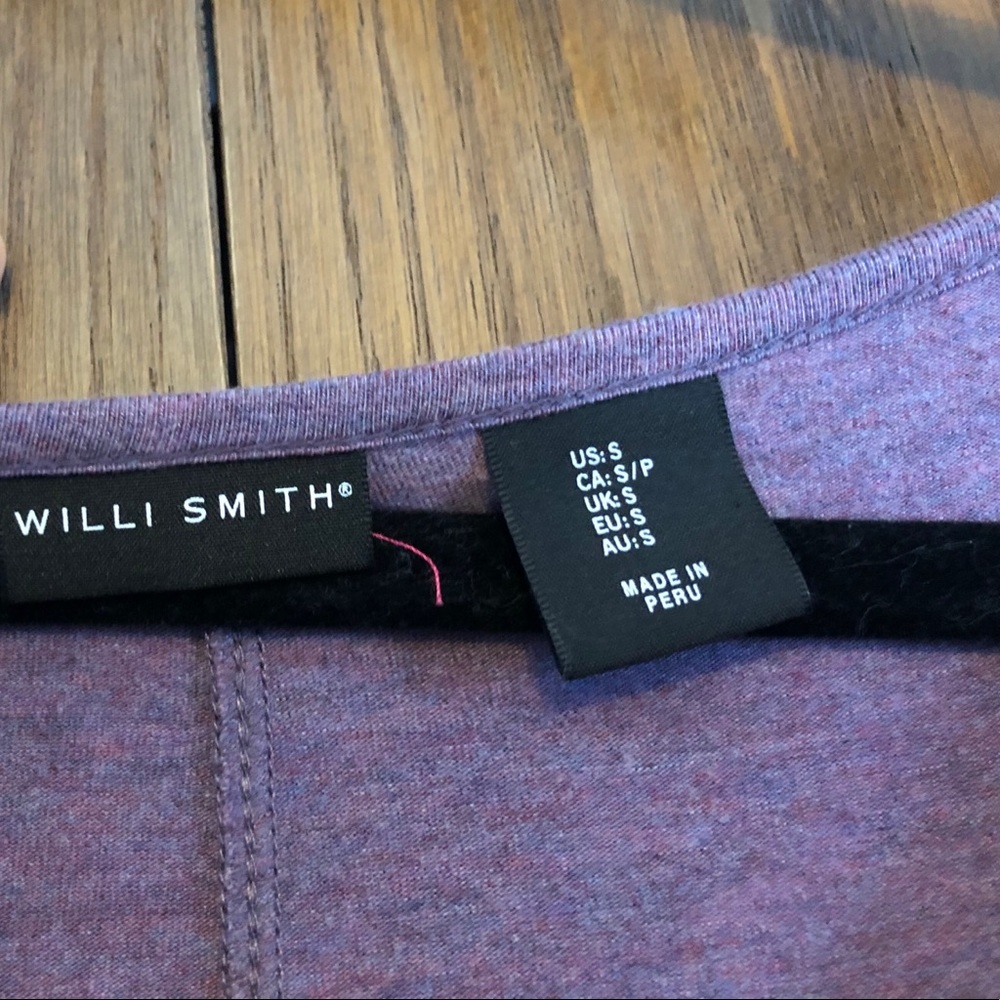 WILLI SMITH®
US: S
CA: S/P
UK: S
EU: S
AU: S
MADE IN
PERU